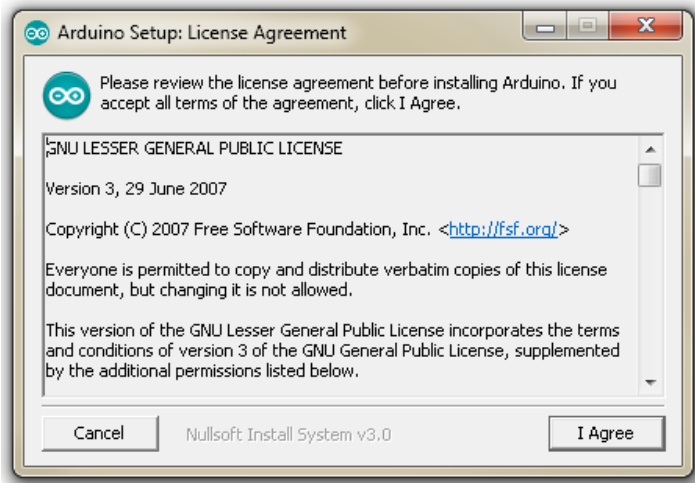 Arduino Setup: License Agreement
Please review the license agreement before installing Arduino. If you
accept all terms of the agreement, click I Agree.
GNU LESSER GENERAL PUBLIC LICENSE
Version 3, 29 June 2007
Copyright (C) 2007 Free Software Foundation, Inc. <http://fsf.org/>
Everyone is permitted to copy and distribute verbatim copies of this license
document, but changing it is not allowed.
This version of the GNU Lesser General Public License incorporates the terms
and conditions of version 3 of the GNU General Public License, supplemented
by the additional permissions listed below.
Cancel
Nullsoft Install System v3.0
I Agree